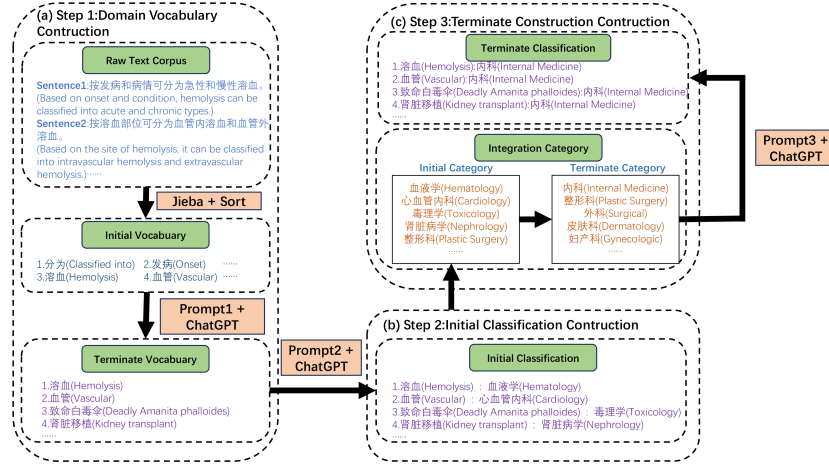 (a) Step 1:Domain Vocabulary
Contruction
Raw Text Corpus
Sentence1:按发病和病情可分为急性和慢性溶血。
(Based on onset and condition, hemolysis can be
classified into acute and chronic types.)
Sentence2:按溶血部位可分为血管内溶血和血管外
溶血。
(Based on the site of hemolysis, it can be classified
into intravascular hemolysis and extravascular
hemolysis.)······
Jieba + Sort
Initial Vocabuary
1.分为(Classified into) 2.发病(Onset) ······
3.溶血(Hemolysis) 4.血管(Vascular) ······
Prompt1 +
ChatGPT
Terminate Vocabuary
1.溶血(Hemolysis)
2.血管(Vascular)
3.致命白毒伞(Deadly Amanita phalloides)
4.肾脏移植(Kidney transplant)
······
Prompt2 +
ChatGPT
(b) Step 2:Initial Classification Contruction
Initial Classification
1.溶血(Hemolysis) : 血液学(Hematology)
2.血管(Vascular) : 心血管内科(Cardiology)
3.致命白毒伞(Deadly Amanita phalloides) : 毒理学(Toxicology)
4.肾脏移植(Kidney transplant) : 肾脏病学(Nephrology)
······
(c) Step 3:Terminate Construction Contruction
Terminate Classification
1.溶血(Hemolysis):内科(Internal Medicine)
2.血管(Vascular):内科(Internal Medicine)
3.致命白毒伞(Deadly Amanita phalloides):内科(Internal Medicine)
4.肾脏移植(Kidney transplant):内科(Internal Medicine)
······
Integration Category
Initial Category
血液学(Hematology)
心血管内科(Cardiology)
毒理学(Toxicology)
肾脏病学(Nephrology)
整形科(Plastic Surgery)
······
Terminate Category
内科(Internal Medicine)
整形科(Plastic Surgery)
外科(Surgical)
皮肤科(Dermatology)
妇产科(Gynecologic)
······
Prompt3 +
ChatGPT